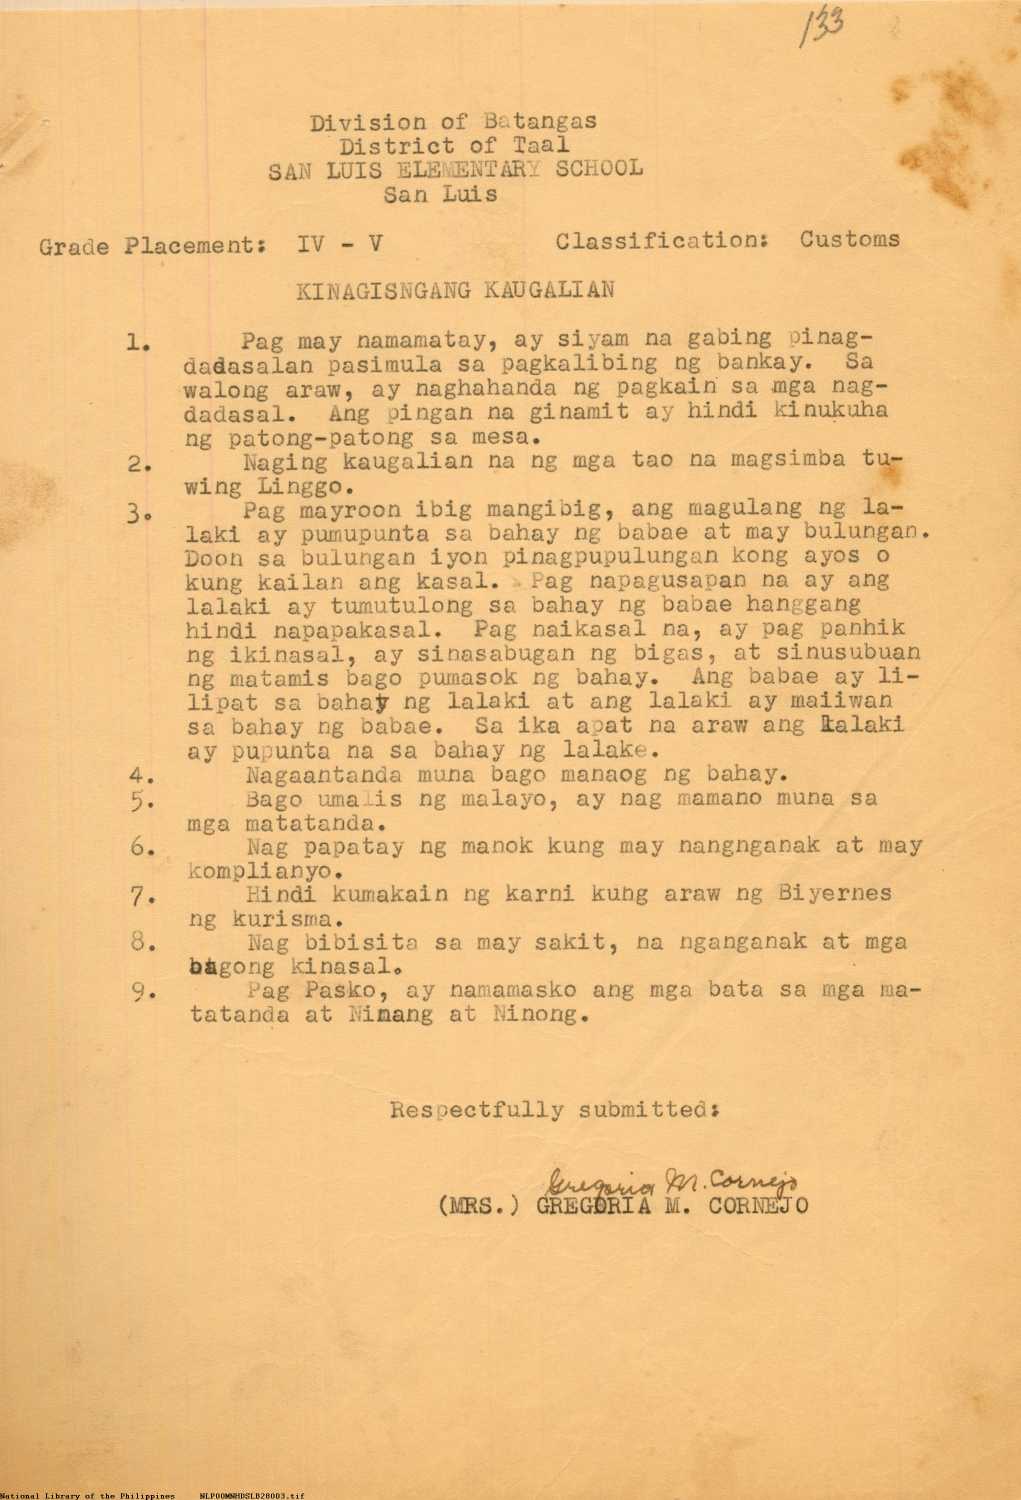 133
Division of Batangas
District of Taal
SAN LUIS ELEMENTARY SCHOOL
San Luis
Grade Placement: IV - V Classification: Customs
KINAGISNGANG KAUGALIAN
1. Pag may namamatay, ay siyam na gabing pinag-
dadasalan pasimula sa pagkalibing ng bankay. Sa
walong araw, ay naghahanda ng pagkain sa mga nag-
dadasal. Ang pingan na ginamit ay hindi kinukuha
ng patong-patong sa mesa.
2. Naging kaugalian na ng mga tao na magsimba tu-
wing Linggo.
3. Pag mayroon ibig mangibig, ang magulang ng la-
laki ay pumupunta sa bahay ng babae at may bulungan.
Doon sa bulungan iyon pinagpupulungan kong ayos o
kung kailan ang kasal. Pag napagusapan na ay ang
lalaki ay tumutulong sa bahay ng babae hanggang
hindi napapakasal. Pag naikasal na, ay pag panhik
ng ikinasal, ay sinasabugan ng bigas, at sinusubuan
ng matamis bago pumasok ng bahay. Ang babae ay li-
lipat sa bahay ng lalaki at ang lalaki ay maiiwan
sa bahay ng babae. Sa ika apat na araw ang lalaki
ay pupunta na sa bahay ng lalake.
4. Nagaantanda muna bago manaog ng bahay.
5. Bago umalis ng malayo, ay nag mamano muna sa
mga matatanda.
6. Nag papatay ng manok kung may nangnganak at may
komplianyo.
7. Hindi kumakain ng karni kung araw ng Biyernes
ng kurisma.
8. Nag bibisita sa may sakit, na nganganak at mga
bagong kinasal.
9. Pag Pasko, ay namamasko ang mga bata sa mga ma-
tatanda at Ninang at Ninong.
Respectfully submitted:
Gregoria M. Cornejo
(MRS.) GREGORIA M. CORNEJO
National Library of the Philippines NLPOOMNHDSLB28003.tif